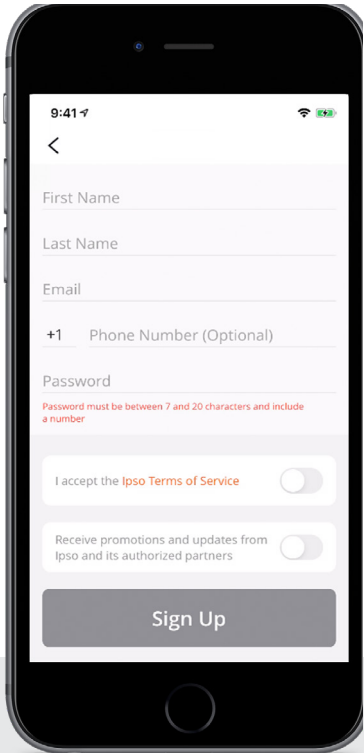 9:41
First Name
Last Name
Email
+1 Phone Number (Optional)
Password
Password must be between 7 and 20 characters and include
a number
I accept the Ipso Terms of Service
Receive promotions and updates from
Ipso and its authorized partners
Sign Up